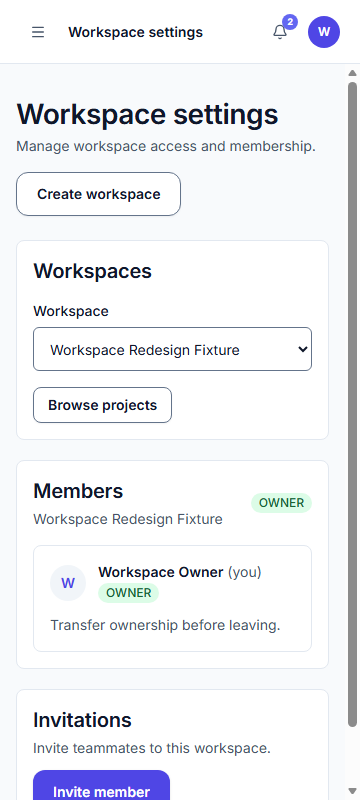 Workspace settings
2
W
Workspace settings
Manage workspace access and membership.
Create workspace
Workspaces
Workspace
Workspace Redesign Fixture
Browse projects
Members
OWNER
Workspace Redesign Fixture
W
Workspace Owner (you)
OWNER
Transfer ownership before leaving.
Invitations
Invite teammates to this workspace.
Invite member